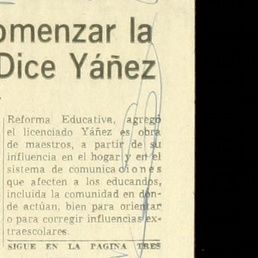 omenzar la
Dice Yáñez
Reforma Educativa, agregó
el licenciado Yáñez es obra
de maestros, a partir de su
influencia en el hogar y en el
sistema de comunicaciones
que afecten a los educandos,
incluida la comunidad en dón-
de actúan, bien para orientar
o para corregir influencias ex-
traescolares.
SIGUE EN LA PAGINA TRES